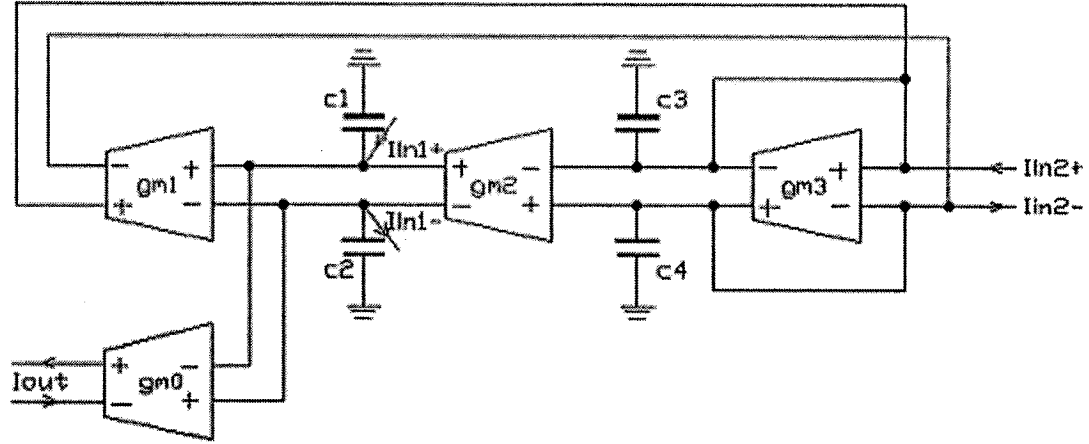 c1
c3
Iin1+
- + + - - +
Iin2+
gm1
gm2
gm3
+ - - + + -
Iin2-
Iin1-
c2
c4
+ -
Iout
gm0
- +